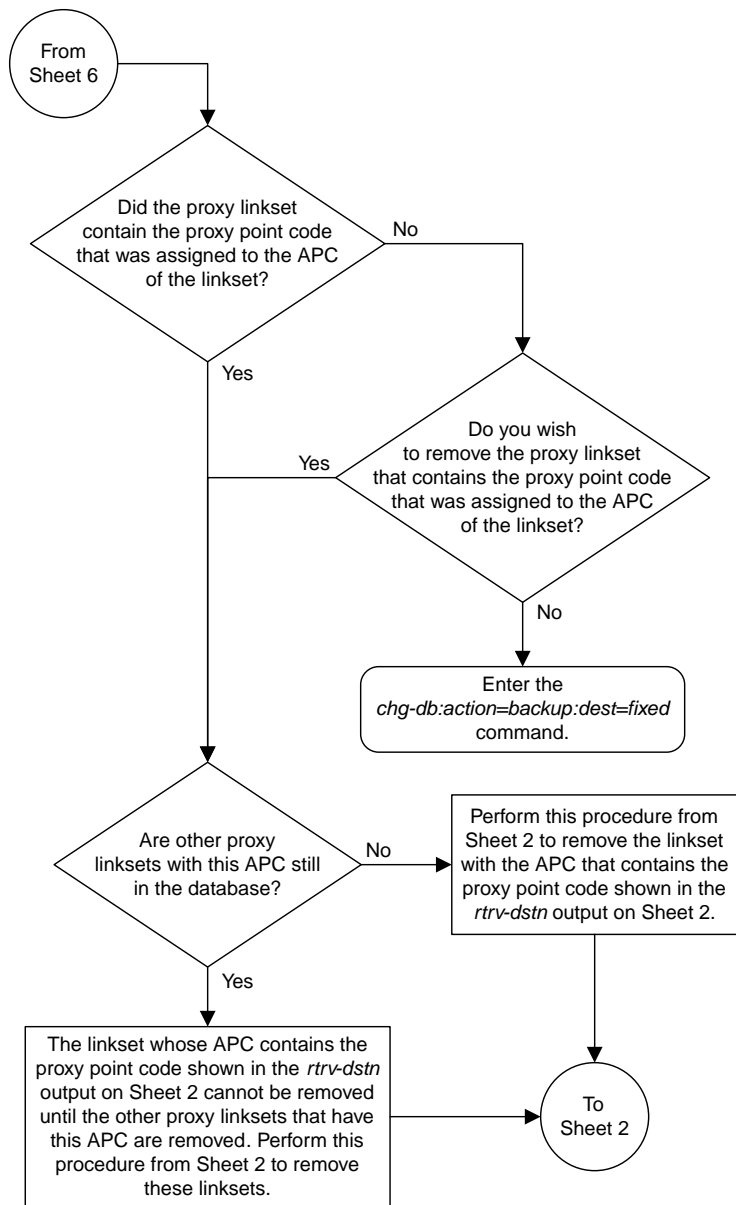 From
Sheet 6
Did the proxy linkset
contain the proxy point code
that was assigned to the APC
of the linkset?
No
Yes
Do you wish
to remove the proxy linkset
that contains the proxy point code
that was assigned to the APC
of the linkset?
Yes
No
Enter the
chg-db:action=backup:dest=fixed
command.
Are other proxy
linksets with this APC still
in the database?
No
Perform this procedure from
Sheet 2 to remove the linkset
with the APC that contains the
proxy point code shown in the
rtrv-dstn output on Sheet 2.
Yes
The linkset whose APC contains the
proxy point code shown in the rtrv-dstn
output on Sheet 2 cannot be removed
until the other proxy linksets that have
this APC are removed. Perform this
procedure from Sheet 2 to remove
these linksets.
To
Sheet 2